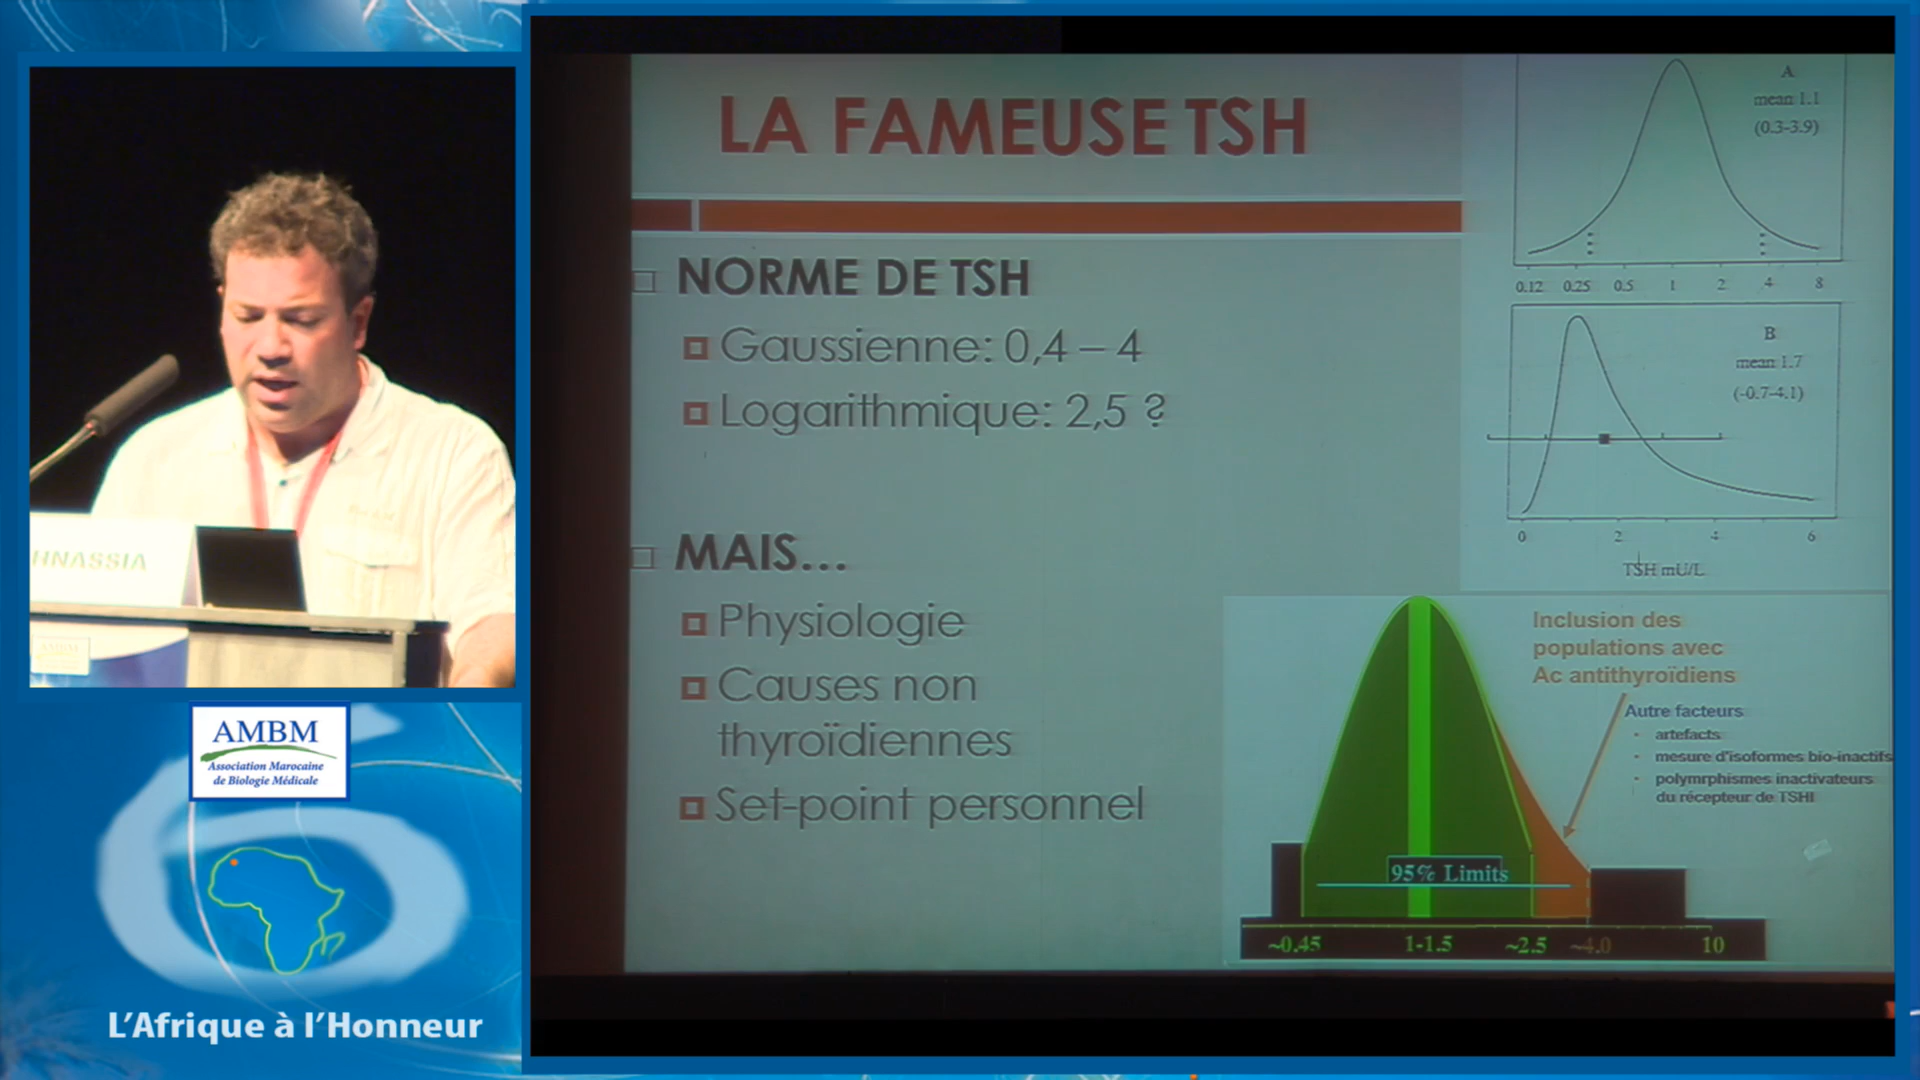 LA FAMEUSE TSH
NORME DE TSH
Gaussienne: 0,4 – 4
Logarithmique: 2,5 ?
MAIS...
Physiologie
Causes non
thyroïdiennes
Set-point personnel
A
mean 1.1
(0.3-3.9)
0.12 0.25 0.5 1 2 4 8
B
mean 1.7
(-0.7-4.1)
0 2 4 6
TSH mU/L
Inclusion des
populations avec
Ac antithyroïdiens
Autre facteurs
• artefacts
• mesure d'isoformes bio-inactifs
• polymrphismes inactivateurs
du récepteur de TSHI
95% Limits
~0.45 1-1.5 ~2.5 ~4.0 10
HNASSIA
AMBM
Association Marocaine
de Biologie Médicale
L'Afrique à l'Honneur